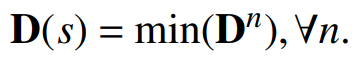 D(s) = min(Dⁿ), ∀n.